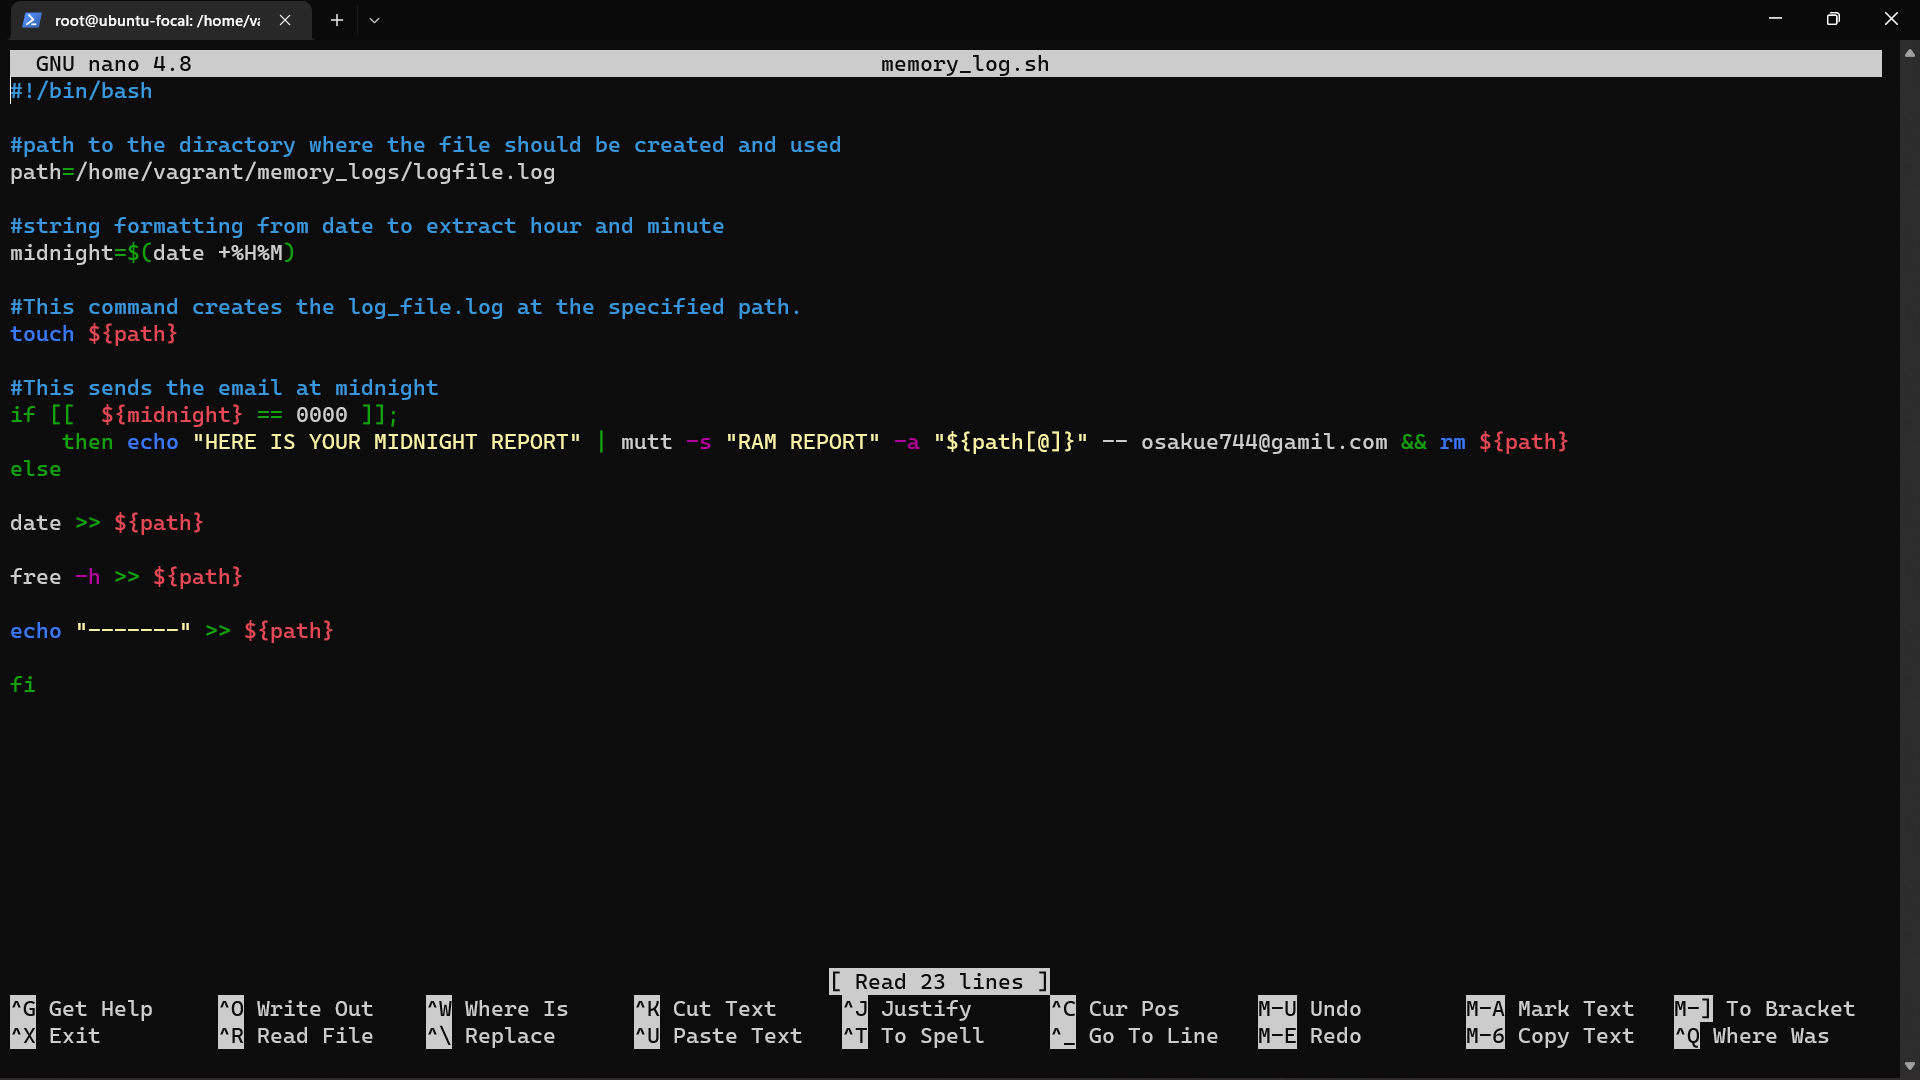 root@ubuntu-focal: /home/va
GNU nano 4.8 memory_log.sh
#!/bin/bash
#path to the diractory where the file should be created and used
path=/home/vagrant/memory_logs/logfile.log
#string formatting from date to extract hour and minute
midnight=$(date +%H%M)
#This command creates the log_file.log at the specified path.
touch ${path}
#This sends the email at midnight
if [[  ${midnight} == 0000 ]];
    then echo "HERE IS YOUR MIDNIGHT REPORT" | mutt -s "RAM REPORT" -a "${path[@]}" -- osakue744@gamil.com && rm ${path}
else
date >> ${path}
free -h >> ${path}
echo "-------" >> ${path}
fi
[ Read 23 lines ]
^G Get Help ^O Write Out ^W Where Is ^K Cut Text ^J Justify ^C Cur Pos M-U Undo M-A Mark Text M-] To Bracket
^X Exit ^R Read File ^\ Replace ^U Paste Text ^T To Spell ^_ Go To Line M-E Redo M-6 Copy Text ^Q Where Was